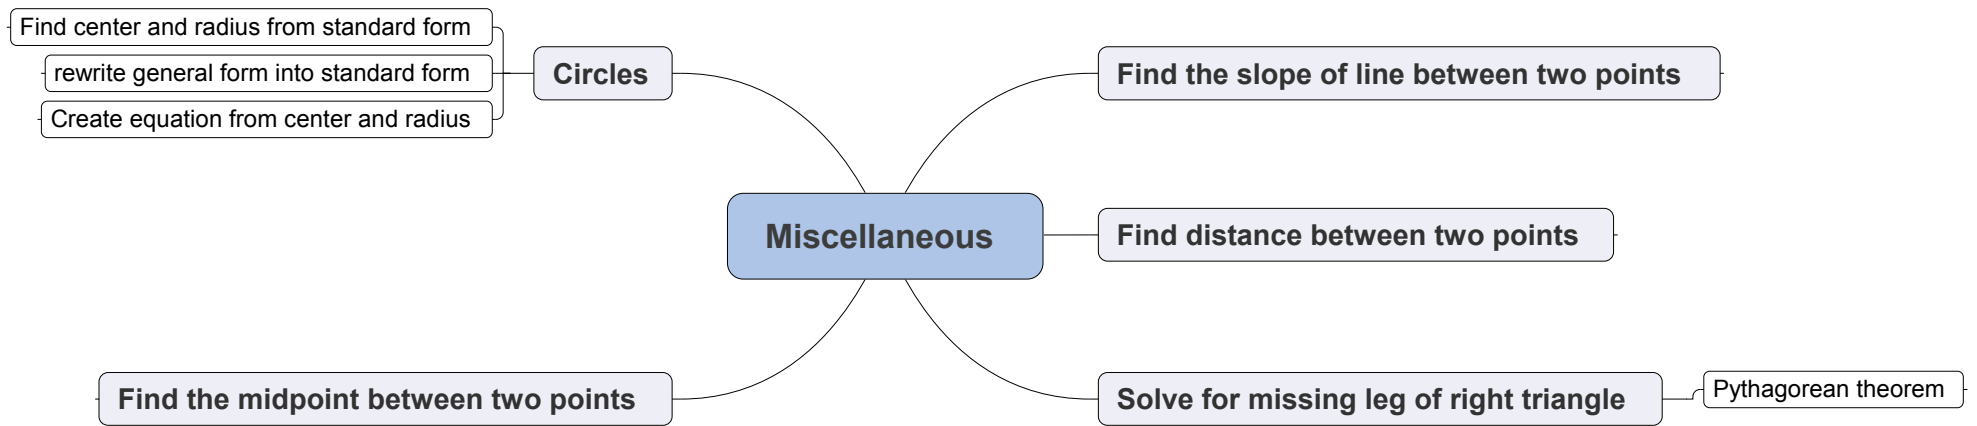 Find center and radius from standard form
rewrite general form into standard form
Create equation from center and radius
Circles
Find the slope of line between two points
Miscellaneous
Find distance between two points
Find the midpoint between two points
Solve for missing leg of right triangle
Pythagorean theorem